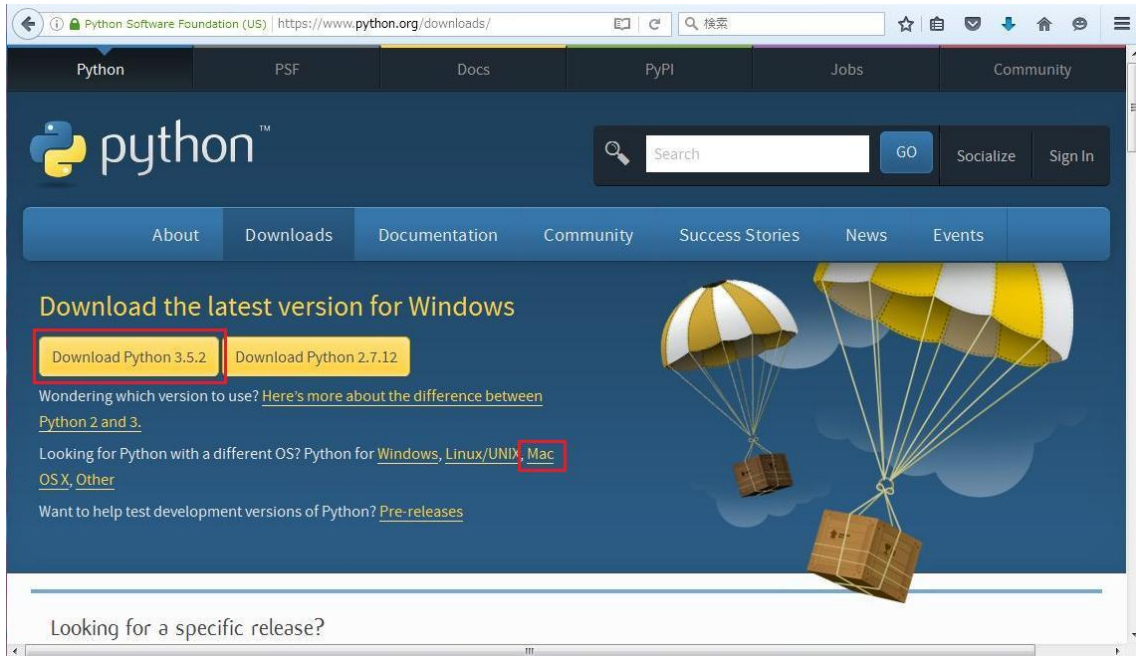 Python Software Foundation (US) https://www.python.org/downloads/ 検索
Python PSF Docs PyPI Jobs Community
python™
Search GO Socialize Sign In
About Downloads Documentation Community Success Stories News Events
Download the latest version for Windows
Download Python 3.5.2 Download Python 2.7.12
Wondering which version to use? Here's more about the difference between
Python 2 and 3.
Looking for Python with a different OS? Python for Windows, Linux/UNIX, Mac
OS X, Other
Want to help test development versions of Python? Pre-releases
Looking for a specific release?